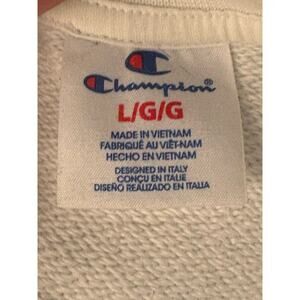 Champion®
L/G/G
MADE IN VIETNAM
FABRIQUÉ AU VIÊT-NAM
HECHO EN VIETNAM
DESIGNED IN ITALY
CONÇU EN ITALIE
DISEÑO REALIZADO EN ITALIA